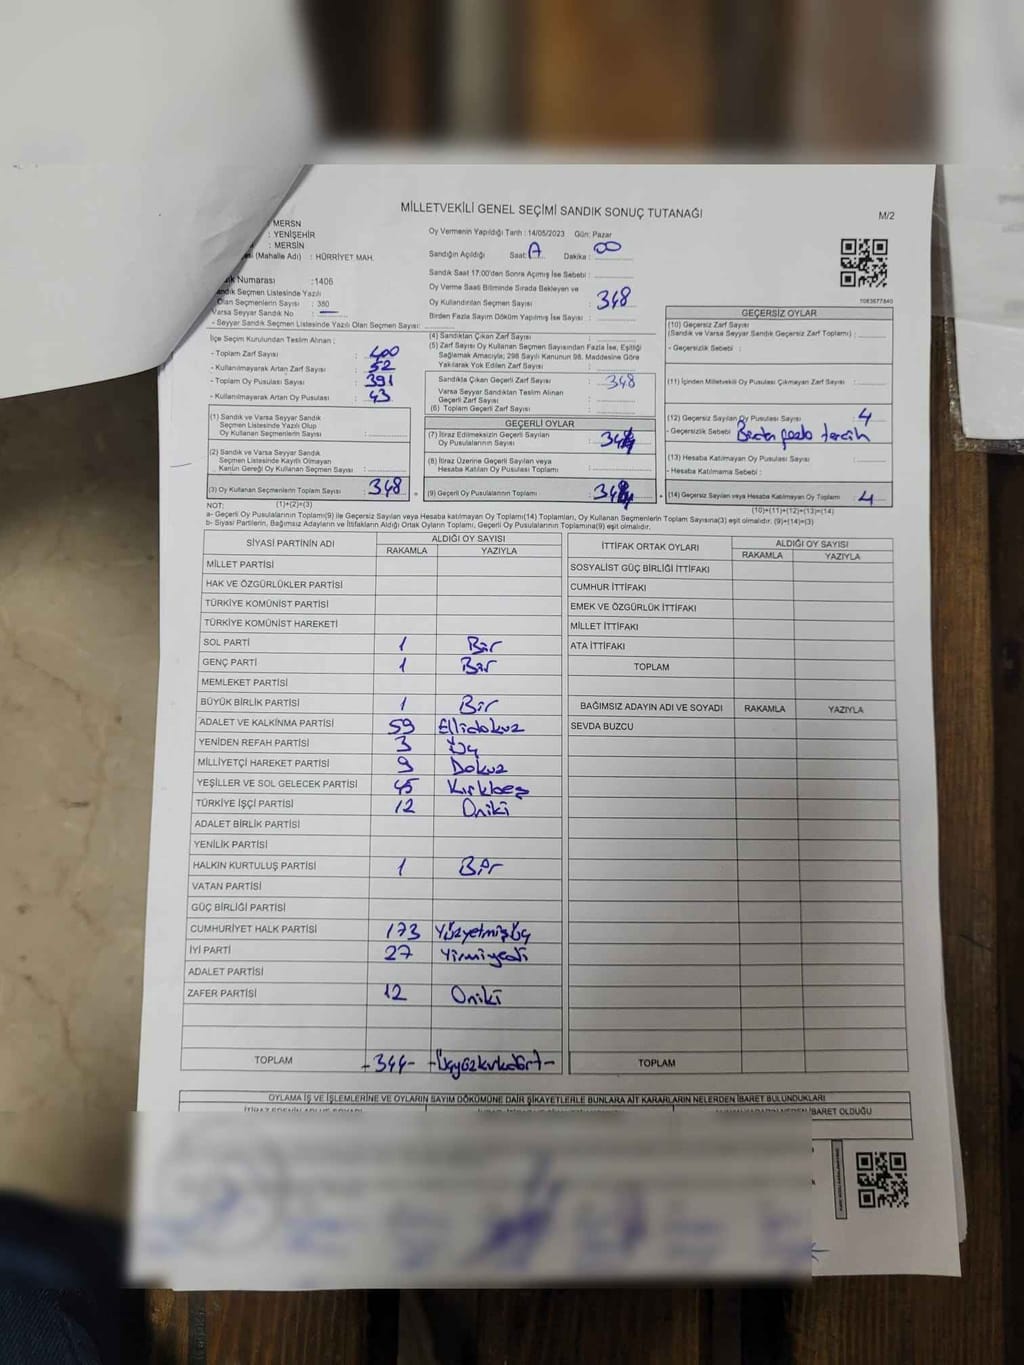 MİLLETVEKİLİ GENEL SEÇİMİ SANDIK SONUÇ TUTANAĞI
M/2
MERSN
: YENİŞEHİR
: MERSİN
(Mahalle Adı) : HÜRRİYET MAH.
Numarası :1406
Seçmen Listesinde Yazılı
Olan Seçmenlerin Sayısı : 380
Varsa Seyyar Sandık No
- Seyyar Sandık Seçmen Listesinde Yazılı Olan Seçmen Sayısı:
Oy Vermenin Yapıldığı Tarih : 14/05/2023 Gün: Pazar
Sandığın Açıldığı Saat: Dakika : 00
Sandık Saat 17:00'den Sonra Açımış İse Sebebi :
Oy Verme Saati Bitiminde Sırada Bekleyen ve
Oy Kullandırılan Seçmen Sayısı : 348
Birden Fazla Sayım Döküm Yapılmış İse Sayısı :
1083677840
İlçe Seçim Kurulundan Teslim Alınan ;
- Toplam Zarf Sayısı : 400
- Kullanılmayarak Artan Zarf Sayısı : 52
- Toplam Oy Pusulası Sayısı : 391
- Kullanılmayarak Artan Oy Pusulası : 43
(1) Sandık ve Varsa Seyyar Sandık
Seçmen Listesinde Yazılı Olup
Oy Kullanan Seçmenlerin Sayısı :
(2) Sandık ve Varsa Seyyar Sandık
Seçmen Listesinde Kayıtlı Olmayan
Kanun Gereği Oy Kullanan Seçmen Sayısı :
(3) Oy Kullanan Seçmenlerin Toplam Sayısı : 348
(1)+(2)=(3)
(4) Sandıktan Çıkan Zarf Sayısı :
(5) Zarf Sayısı Oy Kullanan Seçmen Sayısından Fazla İse, Eşitliği
Sağlamak Amacıyla; 298 Sayılı Kanunun 98. Maddesine Göre
Yakılarak Yok Edilen Zarf Sayısı :
Sandıkta Çıkan Geçerli Zarf Sayısı : 348
Varsa Seyyar Sandıktan Teslim Alınan
Geçerli Zarf Sayısı :
(6) Toplam Geçerli Zarf Sayısı :
GEÇERLİ OYLAR
(7) İtiraz Edilmeksizin Geçerli Sayılan
Oy Pusulalarının Sayısı :
(8) İtiraz Üzerine Geçerli Sayılan veya
Hesaba Katılan Oy Pusulası Toplamı :
(9) Geçerli Oy Pusulalarının Toplamı :
GEÇERSİZ OYLAR
(10) Geçersiz Zarf Sayısı
(Sandık ve Varsa Seyyar Sandık Geçersiz Zarf Toplamı) :
- Geçersizlik Sebebi :
(11) İçinden Milletvekili Oy Pusulası Çıkmayan Zarf Sayısı :
(12) Geçersiz Sayılan Oy Pusulası Sayısı : 4
- Geçersizlik Sebebi tercih
(13) Hesaba Katılmayan Oy Pusulası Sayısı :
- Hesaba Katılmama Sebebi :
(14) Geçersiz Sayılan veya Hesaba Katılmayan Oy Toplamı : 4
(10)+(11)+(12)+(13)=(14)
NOT:
a- Geçerli Oy Pusulalarının Toplamı(9) ile Geçersiz Sayılan veya Hesaba Katılmayan Oy Toplamı(14) Toplamları, Oy Kullanan Seçmenlerin Toplam Sayısına(3) eşit olmalıdır. (9)+(14)=(3)
b- Siyasi Partilerin, Bağımsız Adayların ve İttifakların Aldığı Ortak Oyların Toplamı, Geçerli Oy Pusulalarının Toplamına(9) eşit olmalıdır.
SİYASİ PARTİNİN ADI ALDIĞI OY SAYISI
RAKAMLA YAZIYLA
MİLLET PARTİSİ
HAK VE ÖZGÜRLÜKLER PARTİSİ
TÜRKİYE KOMÜNİST PARTİSİ
TÜRKİYE KOMÜNİST HAREKETİ
SOL PARTİ 1 Bir
GENÇ PARTİ 1 Bir
MEMLEKET PARTİSİ
BÜYÜK BİRLİK PARTİSİ 1 Bir
ADALET VE KALKINMA PARTİSİ 59 Ellidokuz
YENİDEN REFAH PARTİSİ 3 Üç
MİLLİYETÇİ HAREKET PARTİSİ 9 Dokuz
YEŞİLLER VE SOL GELECEK PARTİSİ 45 Kırkbeş
TÜRKİYE İŞÇİ PARTİSİ 12 Oniki
ADALET BİRLİK PARTİSİ
YENİLİK PARTİSİ
HALKIN KURTULUŞ PARTİSİ 1 Bir
VATAN PARTİSİ
GÜÇ BİRLİĞİ PARTİSİ
CUMHURİYET HALK PARTİSİ 173 Yüzyetmişüç
İYİ PARTİ 27 Yirmiyedi
ADALET PARTİSİ
ZAFER PARTİSİ 12 Oniki
TOPLAM -344- -Üçyüzkırkdört-
İTTİFAK ORTAK OYLARI ALDIĞI OY SAYISI
RAKAMLA YAZIYLA
SOSYALİST GÜÇ BİRLİĞİ İTTİFAKI
CUMHUR İTTİFAKI
EMEK VE ÖZGÜRLÜK İTTİFAKI
MİLLET İTTİFAKI
ATA İTTİFAKI
TOPLAM
BAĞIMSIZ ADAYIN ADI VE SOYADI RAKAMLA YAZIYLA
SEVDA BUZCU
TOPLAM
OYLAMA İŞ VE İŞLEMLERİNE VE OYLARIN SAYIM DÖKÜMÜNE DAİR ŞİKAYETLERLE BUNLARA AİT KARARLARIN NELERDEN İBARET BULUNDUKLARI
İBARET OLDUĞU